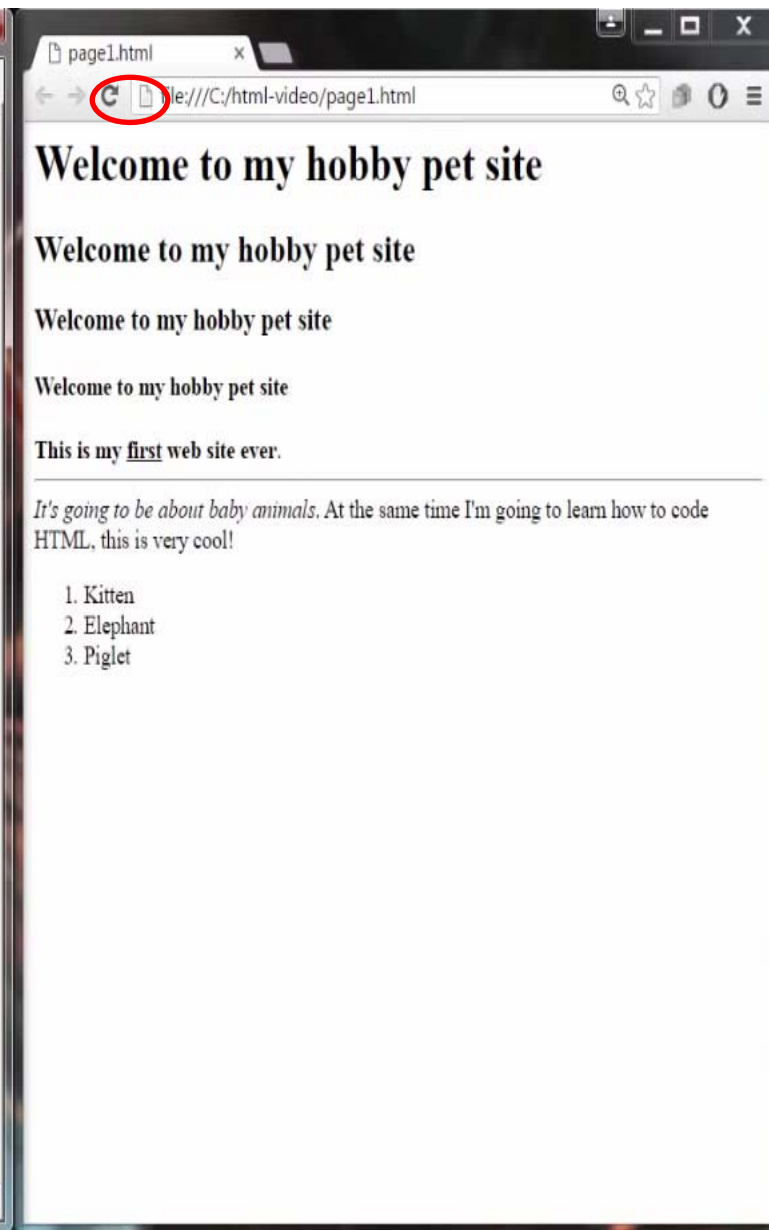 page1.html
file:///C:/html-video/page1.html
Welcome to my hobby pet site
Welcome to my hobby pet site
Welcome to my hobby pet site
Welcome to my hobby pet site
This is my first web site ever.
It's going to be about baby animals. At the same time I'm going to learn how to code
HTML, this is very cool!
1. Kitten
2. Elephant
3. Piglet